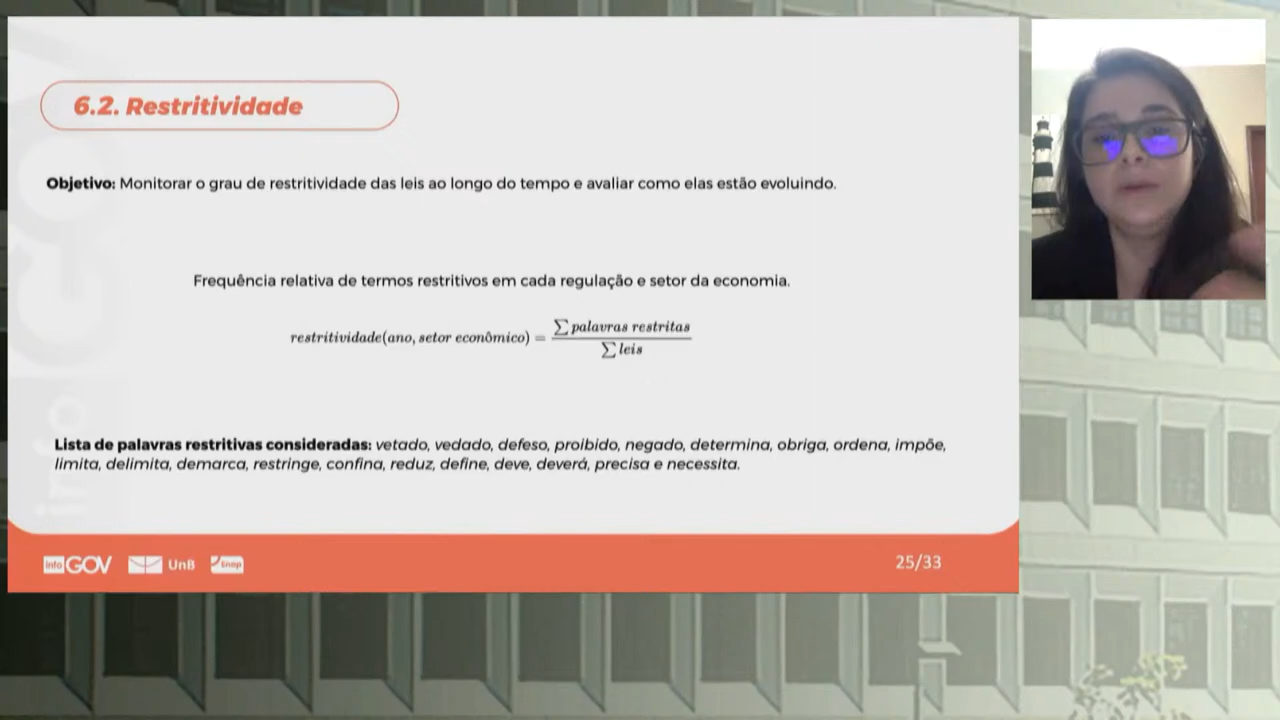 6.2. Restritividade
Objetivo: Monitorar o grau de restritividade das leis ao longo do tempo e avaliar como elas estão evoluindo.
Frequência relativa de termos restritivos em cada regulação e setor da economia.
restritividade(ano, setor econômico) = ∑ palavras restritas / ∑ leis
Lista de palavras restritivas consideradas: vetado, vedado, defeso, proibido, negado, determina, obriga, ordena, impõe,
limita, delimita, demarca, restringe, confina, reduz, define, deve, deverá, precisa e necessita.
info GOV UnB Enap 25/33
infoGOV